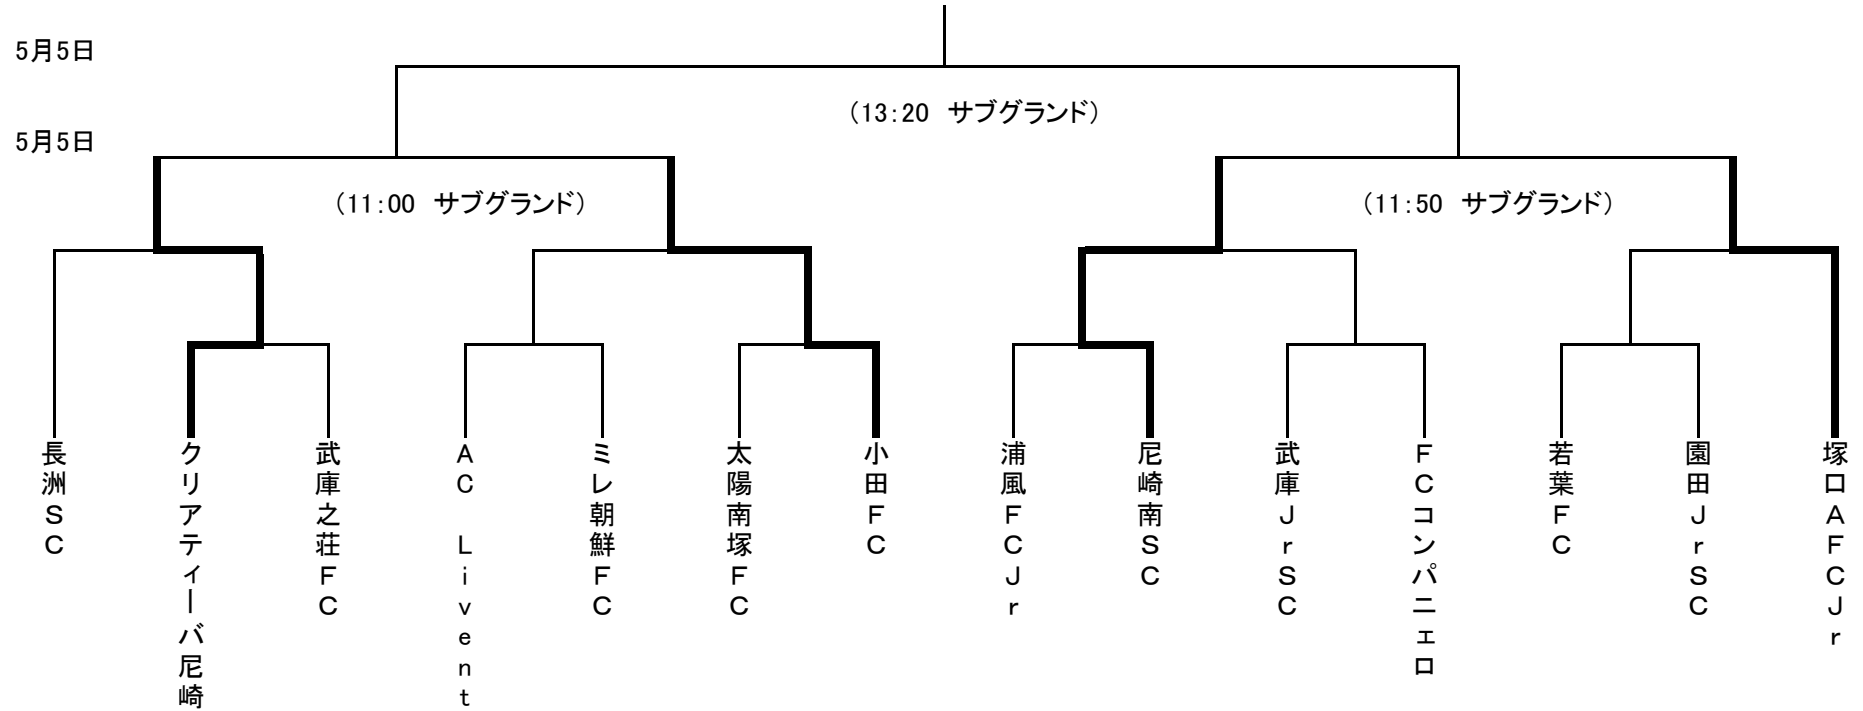 5月5日
（13：20　サブグランド）
5月5日
（11：00　サブグランド）
（11：50　サブグランド）
長洲ＳＣ
クリアティーバ尼崎
武庫之荘ＦＣ
ＡＣ　Ｌｉｖｅｎｔ
ミレ朝鮮ＦＣ
太陽南塚ＦＣ
小田ＦＣ
浦風ＦＣＪｒ
尼崎南ＳＣ
武庫ＪｒＳＣ
ＦＣコンパニエロ
若葉ＦＣ
園田ＪｒＳＣ
塚口ＡＦＣＪｒ